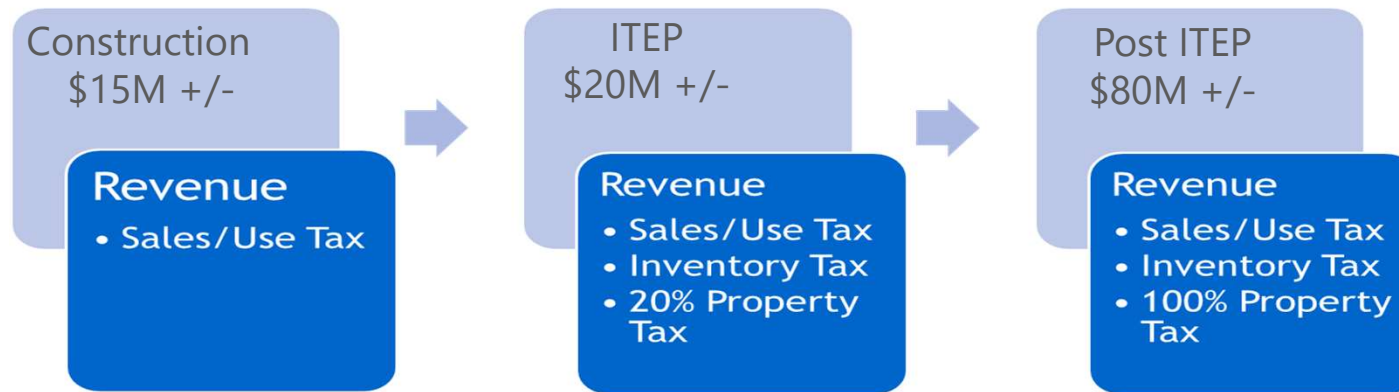 Construction
$15M +/-
Revenue
• Sales/Use Tax
ITEP
$20M +/-
Revenue
• Sales/Use Tax
• Inventory Tax
• 20% Property
Tax
Post ITEP
$80M +/-
Revenue
• Sales/Use Tax
• Inventory Tax
• 100% Property
Tax